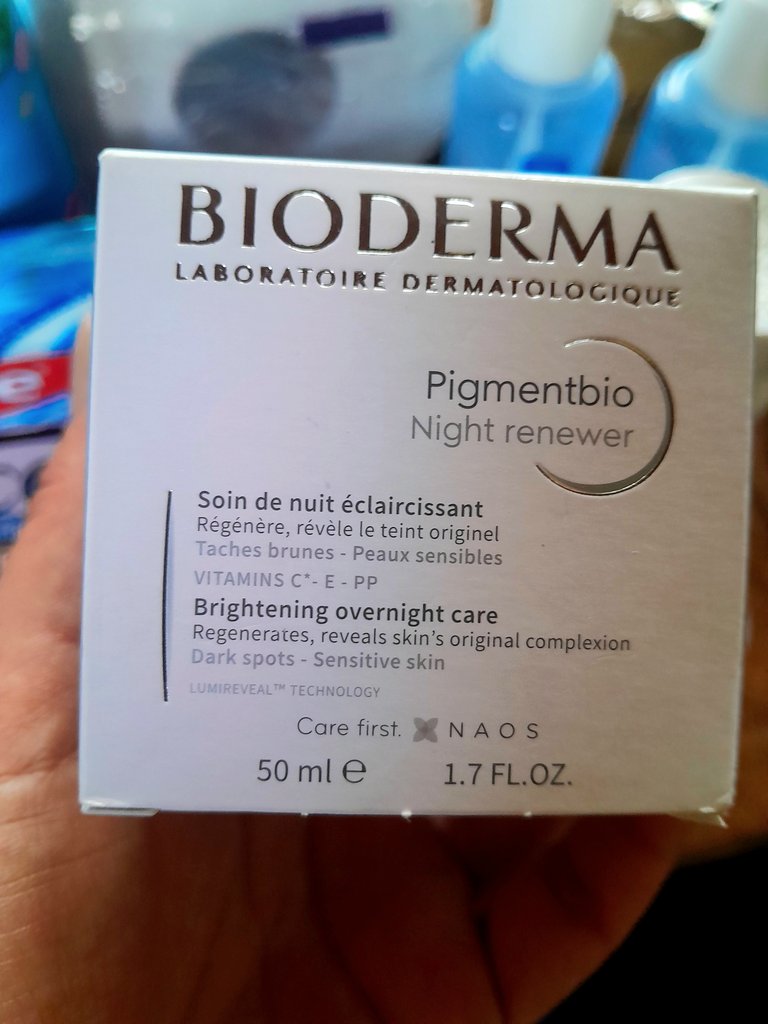 BIODERMA
LABORATOIRE DERMATOLOGIQUE
Pigmentbio
Night renewer
Soin de nuit éclaircissant
Régénère, révèle le teint originel
Taches brunes - Peaux sensibles
VITAMINS C*- E - PP
Brightening overnight care
Regenerates, reveals skin's original complexion
Dark spots - Sensitive skin
LUMIREVEAL™ TECHNOLOGY
Care first. NAOS
50 ml ℮ 1.7 FL.OZ.
e